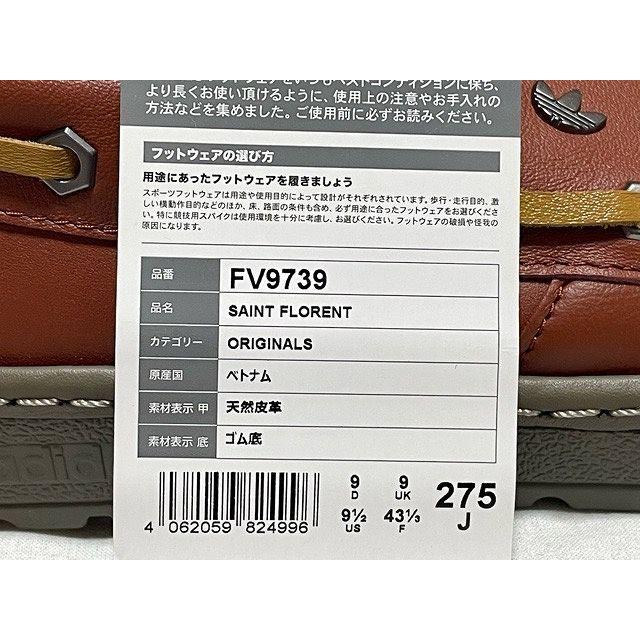 より長くお使い頂けるように、使用上の注意やお手入れの
方法などを集めました。ご使用前に必ずお読みください。
フットウェアの選び方
用途にあったフットウェアを履きましょう
スポーツフットウェアは用途や使用目的によって設計がそれぞれされています。歩行・走行目的、激
しい横動作目的などのほか、床、路面の条件も含め、必ず用途に合ったフットウェアをお選びくださ
い。特に競技用スパイクは使用環境を十分に考慮し、お選びください。フットウェアの破損や怪我の
原因になります。
品番 FV9739
品名 SAINT FLORENT
カテゴリー ORIGINALS
原産国 ベトナム
素材表示 甲 天然皮革
素材表示 底 ゴム底
4 062059 824996
9 D 9 UK
9½ US 43⅓ F
275 J
adidas